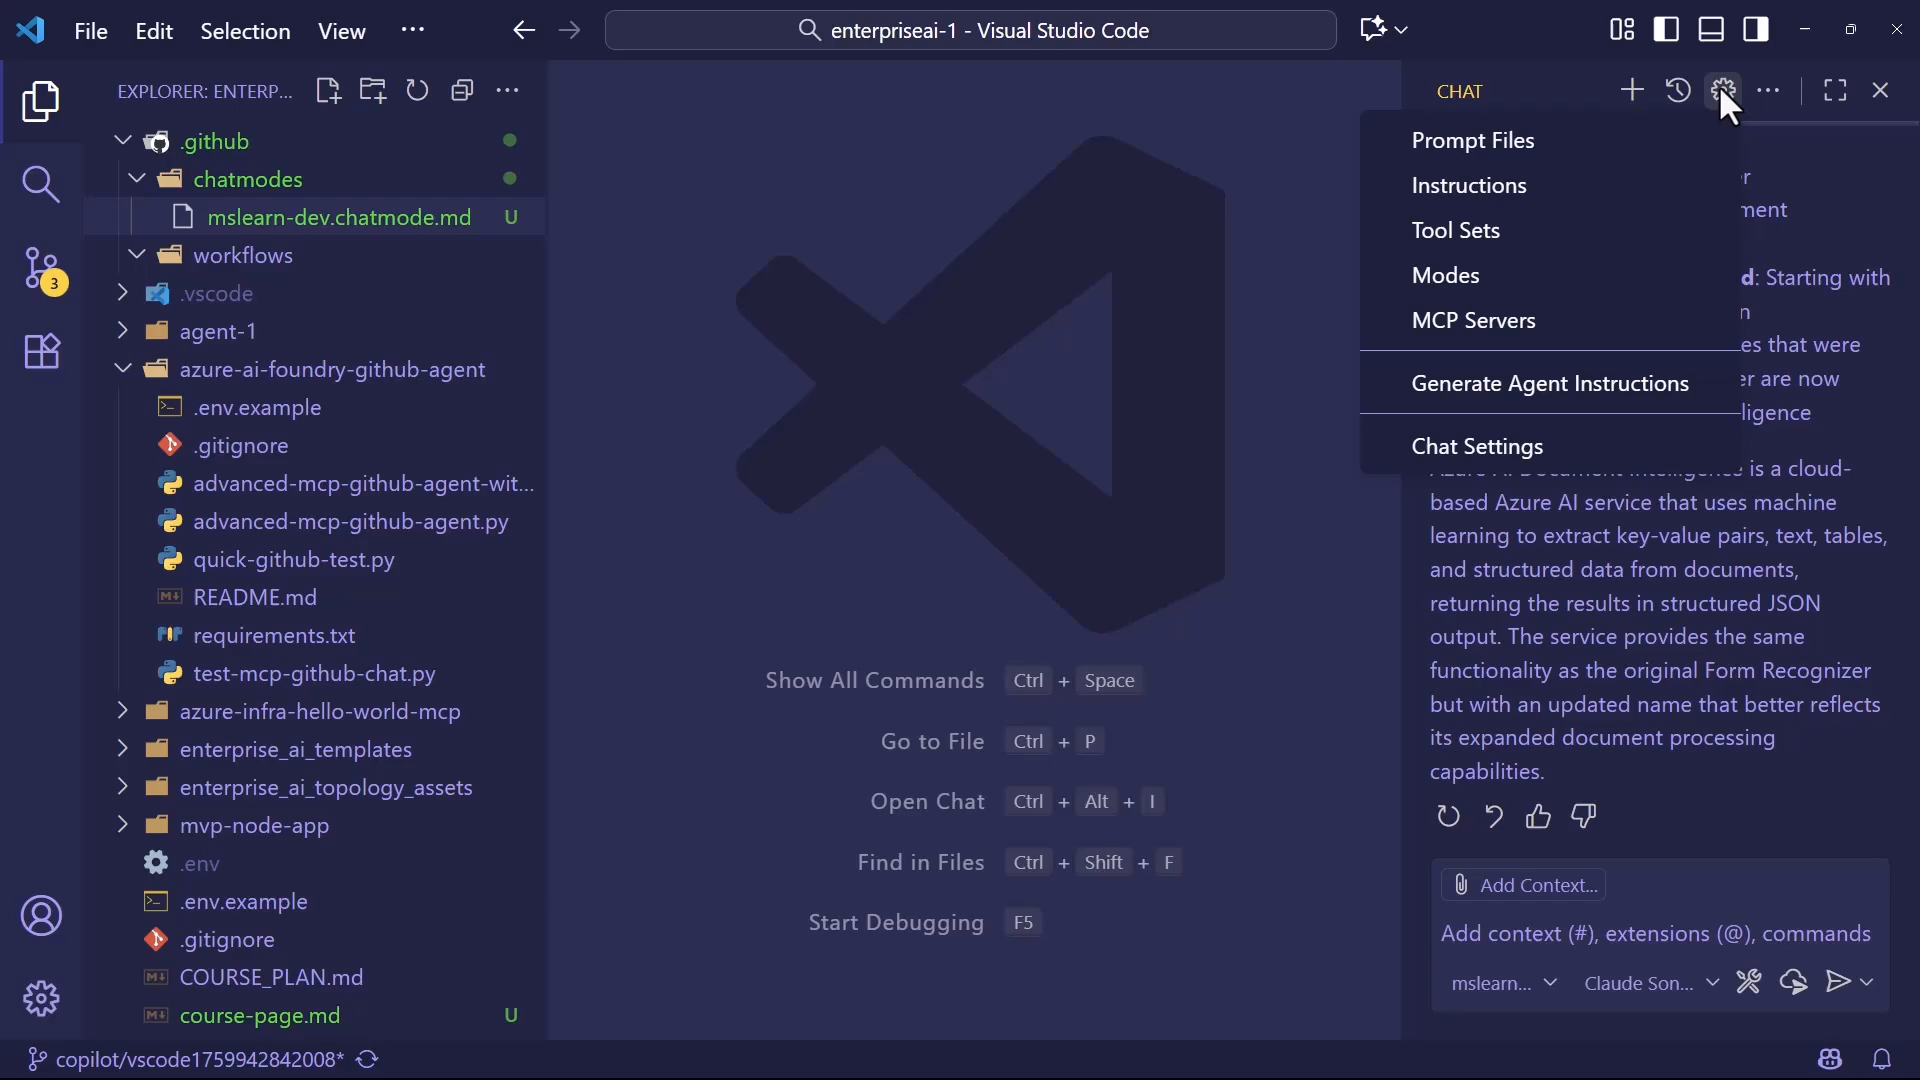 File Edit Selection View ···
enterpriseai-1 - Visual Studio Code
EXPLORER: ENTERP...
.github
chatmodes
mslearn-dev.chatmode.md U
workflows
.vscode
agent-1
azure-ai-foundry-github-agent
.env.example
.gitignore
advanced-mcp-github-agent-wit...
advanced-mcp-github-agent.py
quick-github-test.py
README.md
requirements.txt
test-mcp-github-chat.py
azure-infra-hello-world-mcp
enterprise_ai_templates
enterprise_ai_topology_assets
mvp-node-app
.env
.env.example
.gitignore
COURSE_PLAN.md
course-page.md U
3
copilot/vscode1759942842008*
Show All Commands Ctrl + Space
Go to File Ctrl + P
Open Chat Ctrl + Alt + I
Find in Files Ctrl + Shift + F
Start Debugging F5
CHAT
Prompt Files
Instructions
Tool Sets
Modes
MCP Servers
Generate Agent Instructions
Chat Settings
r
ment
d: Starting with
n
es that were
er are now
ligence
Azure AI Document Intelligence is a cloud-
based Azure AI service that uses machine
learning to extract key-value pairs, text, tables,
and structured data from documents,
returning the results in structured JSON
output. The service provides the same
functionality as the original Form Recognizer
but with an updated name that better reflects
its expanded document processing
capabilities.
Add Context...
Add context (#), extensions (@), commands
mslearn... Claude Son...